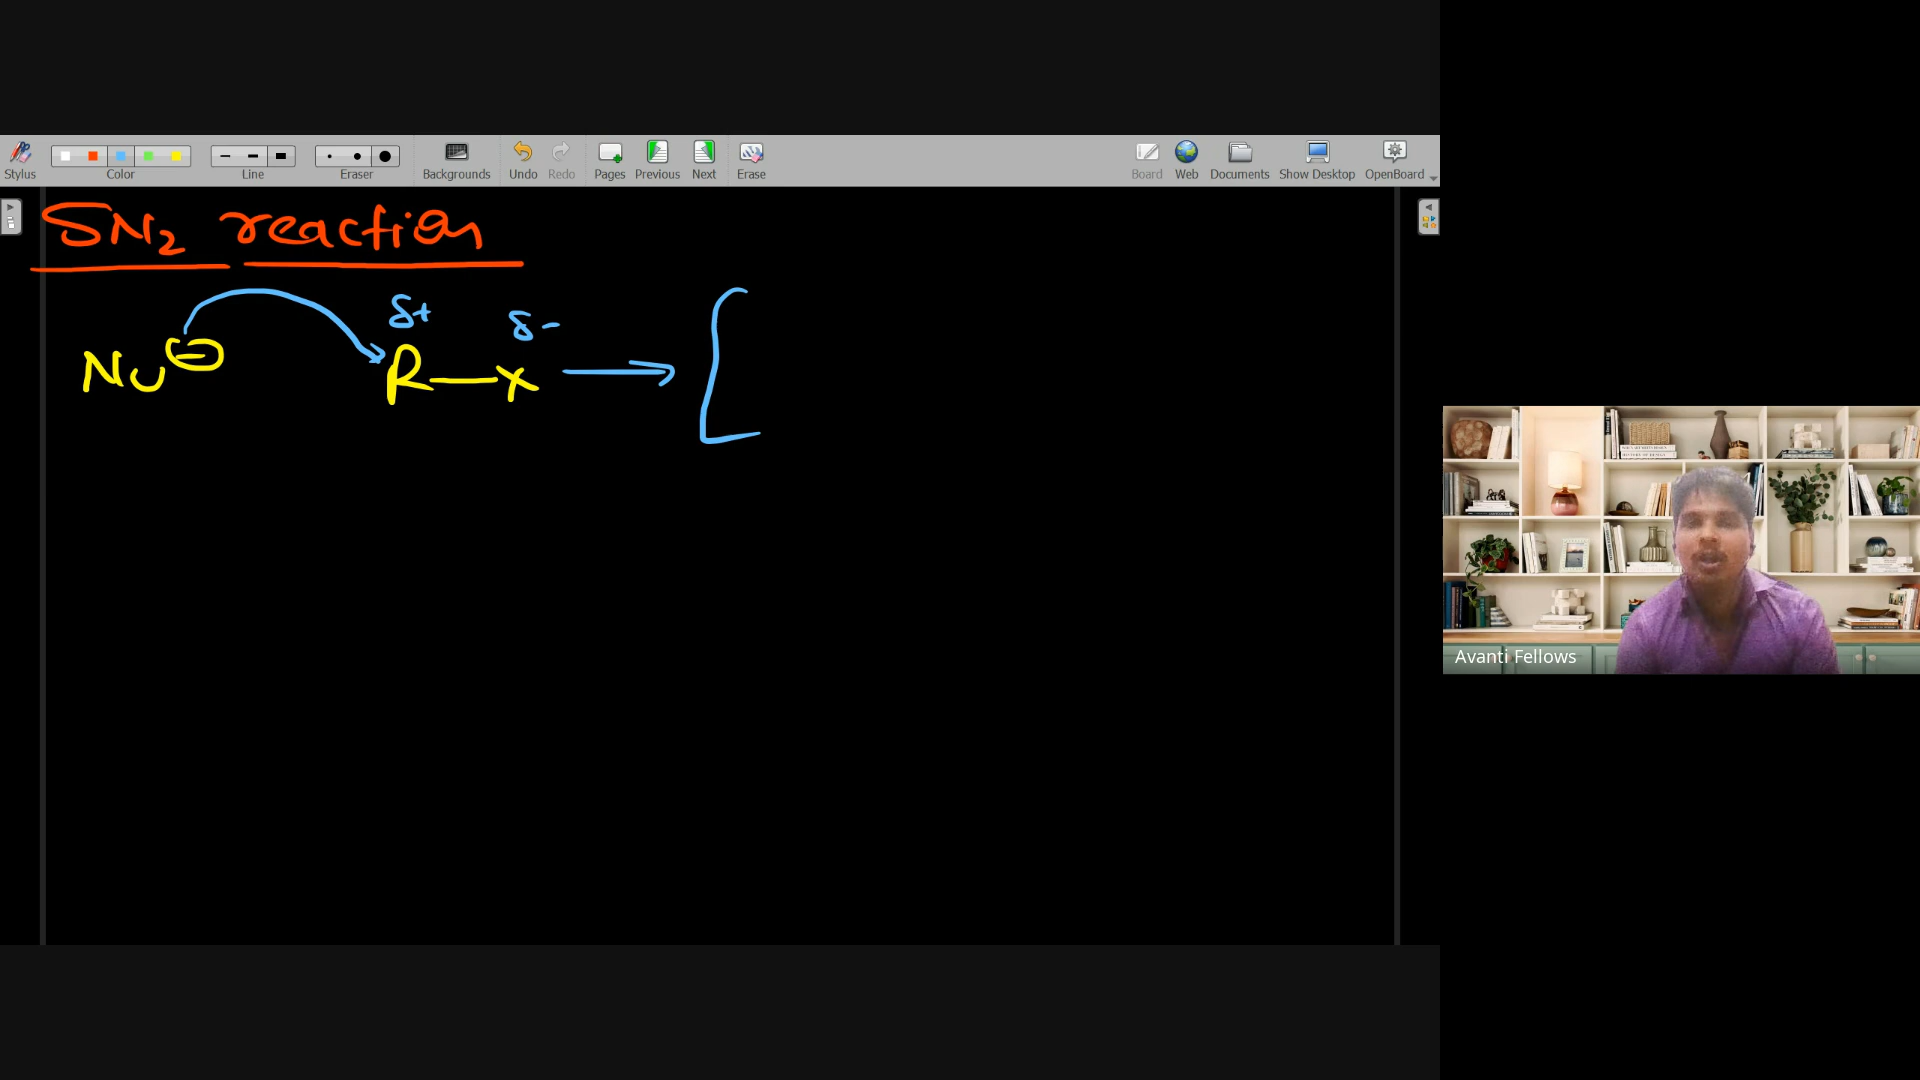 Stylus
Color
Line
Eraser
Backgrounds
Undo
Redo
Pages
Previous
Next
Erase
Board
Web
Documents
Show Desktop
OpenBoard
SN2 reaction
δ+ δ-
Nu⊖ R—X → [
Avanti Fellows